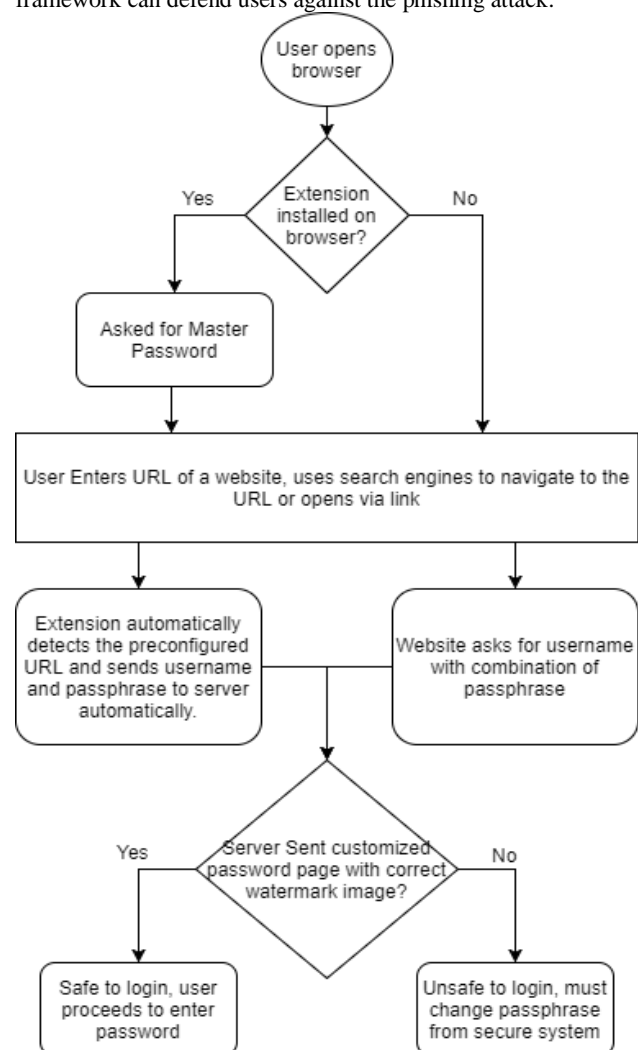 framework can defend users against the phishing attack.
User opens
browser
Extension
installed on
browser?
Yes
No
Asked for Master
Password
User Enters URL of a website, uses search engines to navigate to the
URL or opens via link
Extension automatically
detects the preconfigured
URL and sends username
and passphrase to server
automatically.
Website asks for username
with combination of
passphrase
Server Sent customized
password page with correct
watermark image?
Yes
No
Safe to login, user
proceeds to enter
password
Unsafe to login, must
change passphrase
from secure system